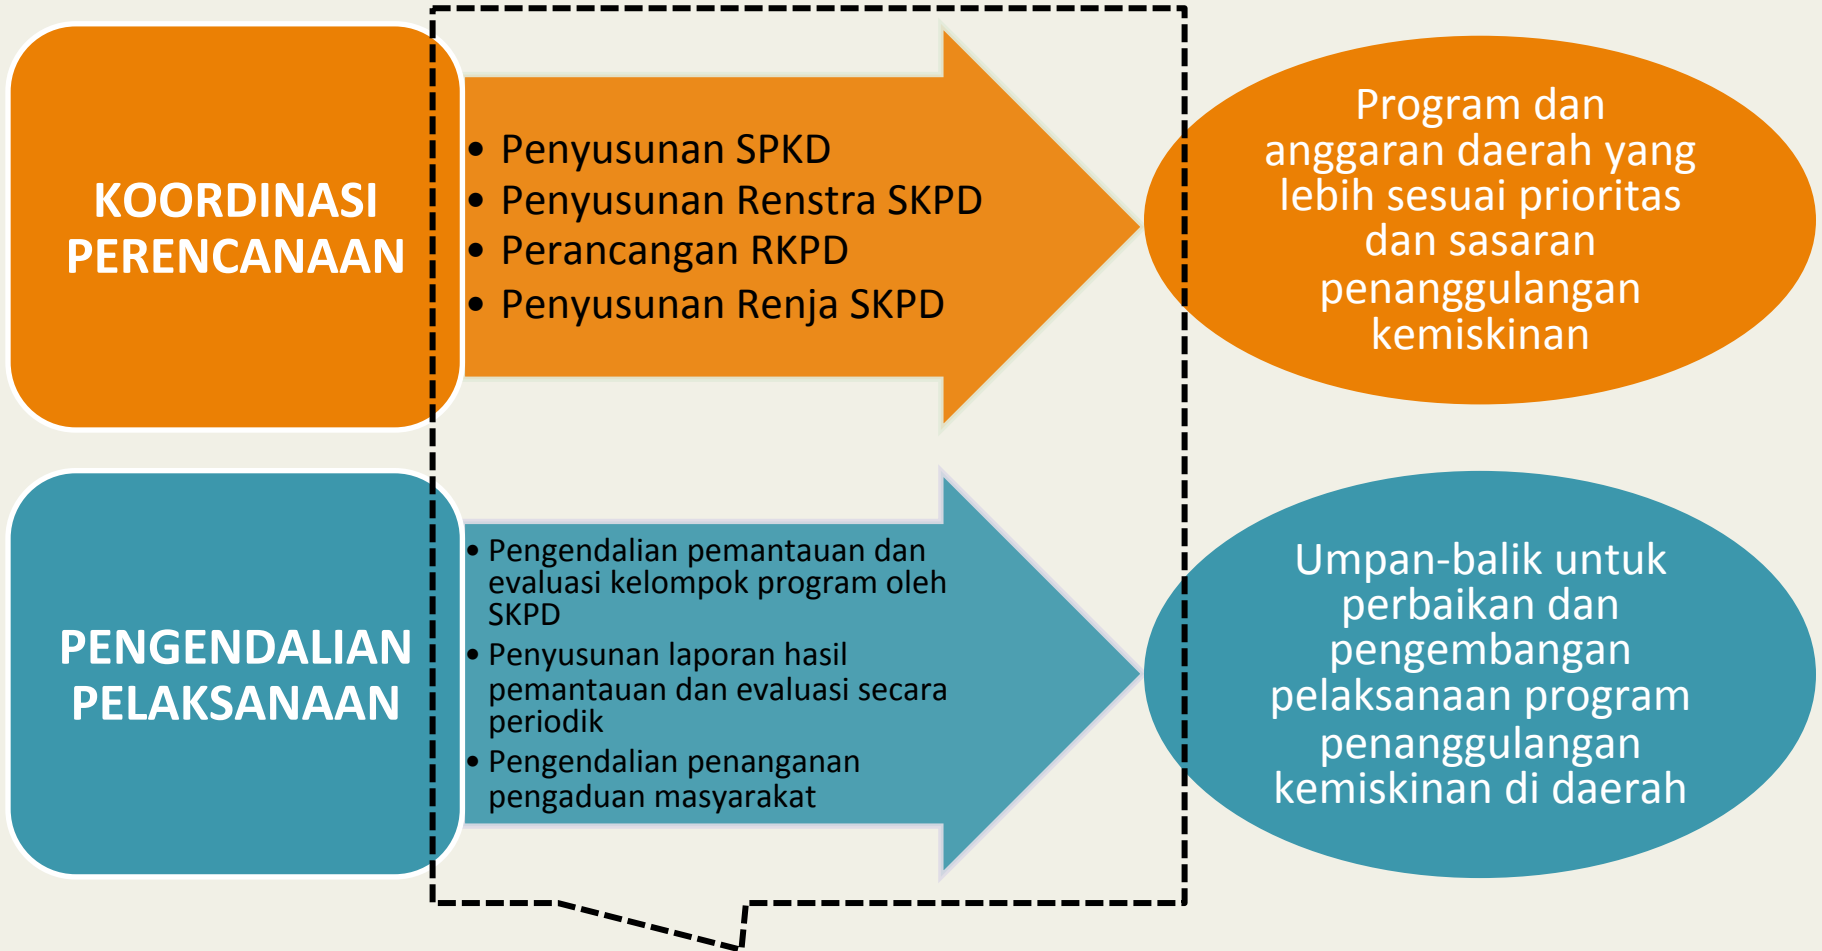 KOORDINASI
PERENCANAAN
• Penyusunan SPKD
• Penyusunan Renstra SKPD
• Perancangan RKPD
• Penyusunan Renja SKPD
Program dan
anggaran daerah yang
lebih sesuai prioritas
dan sasaran
penanggulangan
kemiskinan
PENGENDALIAN
PELAKSANAAN
• Pengendalian pemantauan dan
evaluasi kelompok program oleh
SKPD
• Penyusunan laporan hasil
pemantauan dan evaluasi secara
periodik
• Pengendalian penanganan
pengaduan masyarakat
Umpan-balik untuk
perbaikan dan
pengembangan
pelaksanaan program
penanggulangan
kemiskinan di daerah